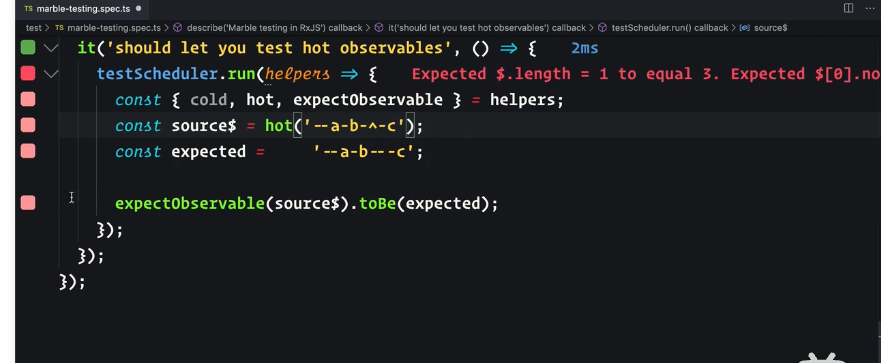 TS marble-testing.spec.ts
test > TS marble-testing.spec.ts > describe('Marble testing in RxJS') callback > it('should let you test hot observables') callback > testScheduler.run() callback > source$
it('should let you test hot observables', () => { 2ms
testScheduler.run(helpers => { Expected $.length = 1 to equal 3. Expected $[0].no
const { cold, hot, expectObservable } = helpers;
const source$ = hot('--a-b-^-c');
const expected = '--a-b---c';
expectObservable(source$).toBe(expected);
});
});
});